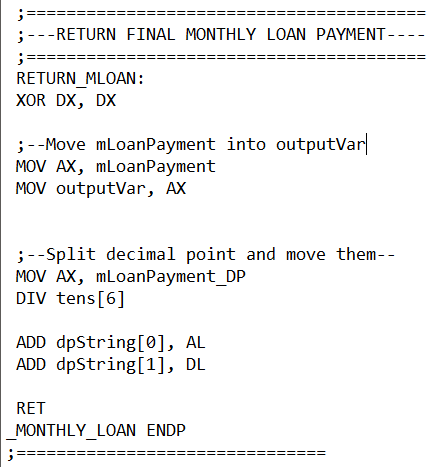 ;========================================
;---RETURN FINAL MONTHLY LOAN PAYMENT----
;========================================
RETURN_MLOAN:
XOR DX, DX
;--Move mLoanPayment into outputVar
MOV AX, mLoanPayment
MOV outputVar, AX
;--Split decimal point and move them--
MOV AX, mLoanPayment_DP
DIV tens[6]
ADD dpString[0], AL
ADD dpString[1], DL
RET
_MONTHLY_LOAN ENDP
;===============================